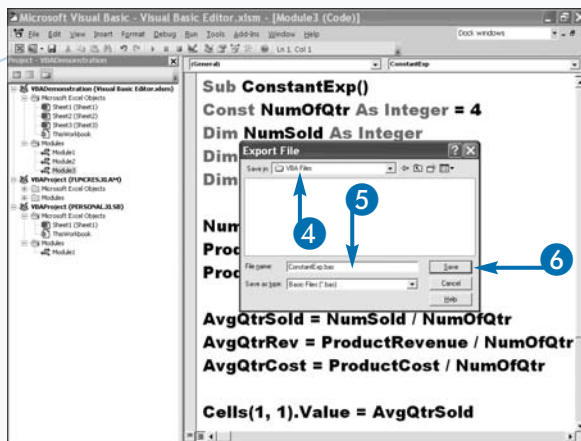 Microsoft Visual Basic - Visual Basic Editor.xlsm - [Module3 (Code)]
File Edit View Insert Format Debug Run Tools Add-Ins Window Help
Dock windows
Ln 1, Col 1
Project - VBADemonstration
(General)
ConstantExp
VBADemonstration (Visual Basic Editor.xlsm)
Microsoft Excel Objects
Sheet1 (Sheet1)
Sheet2 (Sheet2)
Sheet3 (Sheet3)
ThisWorkbook
Modules
Module1
Module2
Module3
VBAProject (FUNCRES.XLAM)
Microsoft Excel Objects
Modules
VBAProject (PERSONAL.XLSB)
Microsoft Excel Objects
Sheet1 (Sheet1)
ThisWorkbook
Modules
Module1
Sub ConstantExp()
Const NumOfQtr As Integer = 4
Dim NumSold As Integer
Dim
Dim
Num
Prod
Prod
AvgQtrSold = NumSold / NumOfQtr
AvgQtrRev = ProductRevenue / NumOfQtr
AvgQtrCost = ProductCost / NumOfQtr
Cells(1, 1).Value = AvgQtrSold
Export File
Save in: VBA Files
4
5
6
File name: ConstantExp.bas
Save
Save as type: Basic Files (*.bas)
Cancel
Help